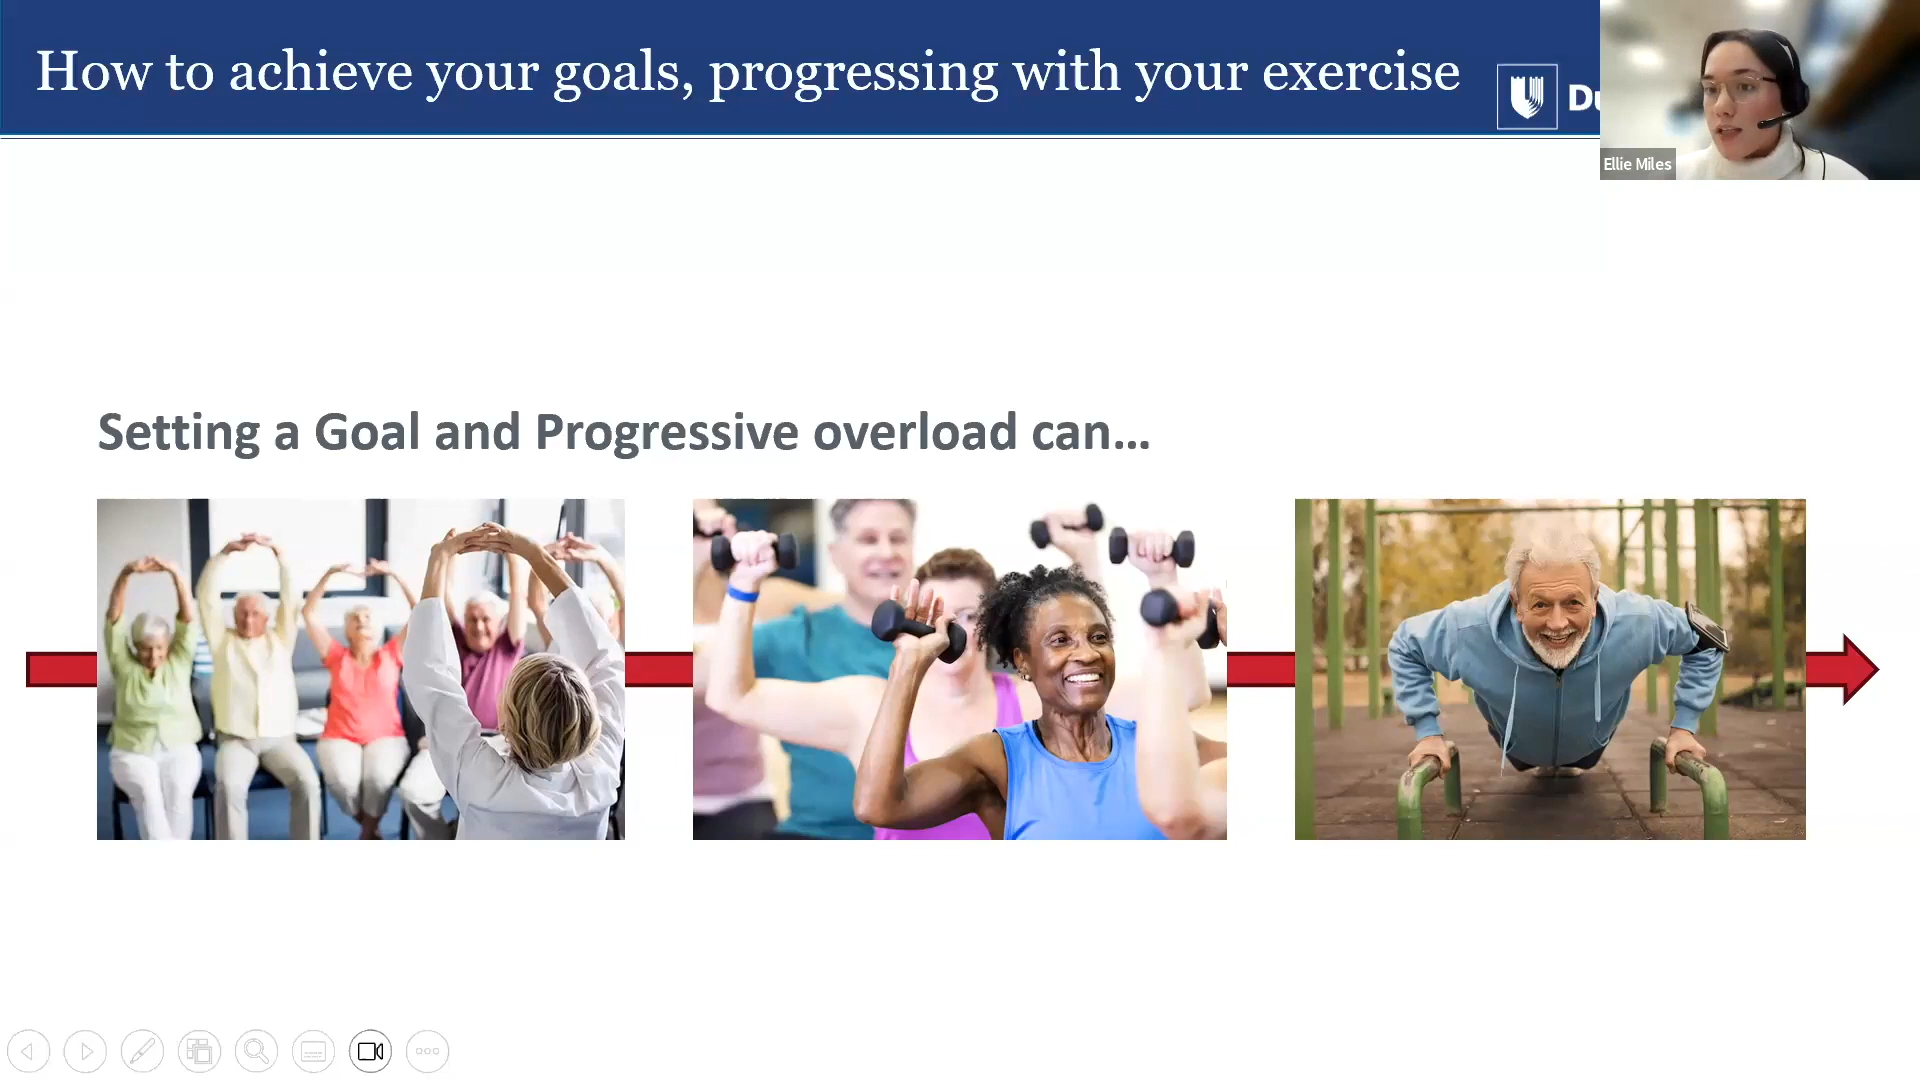 How to achieve your goals, progressing with your exercise
Ellie Miles
Setting a Goal and Progressive overload can...